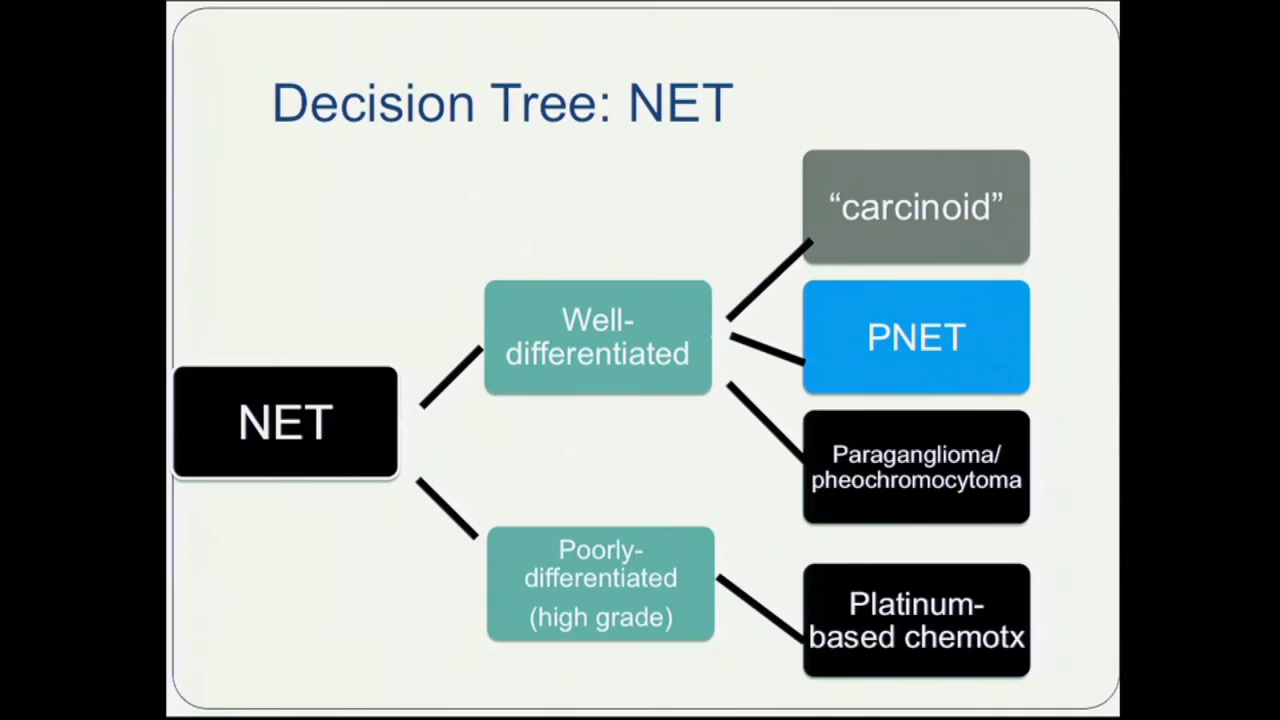 Decision Tree: NET
“carcinoid”
Well-
differentiated
PNET
NET
Paraganglioma/
pheochromocytoma
Poorly-
differentiated
(high grade)
Platinum-
based chemotx